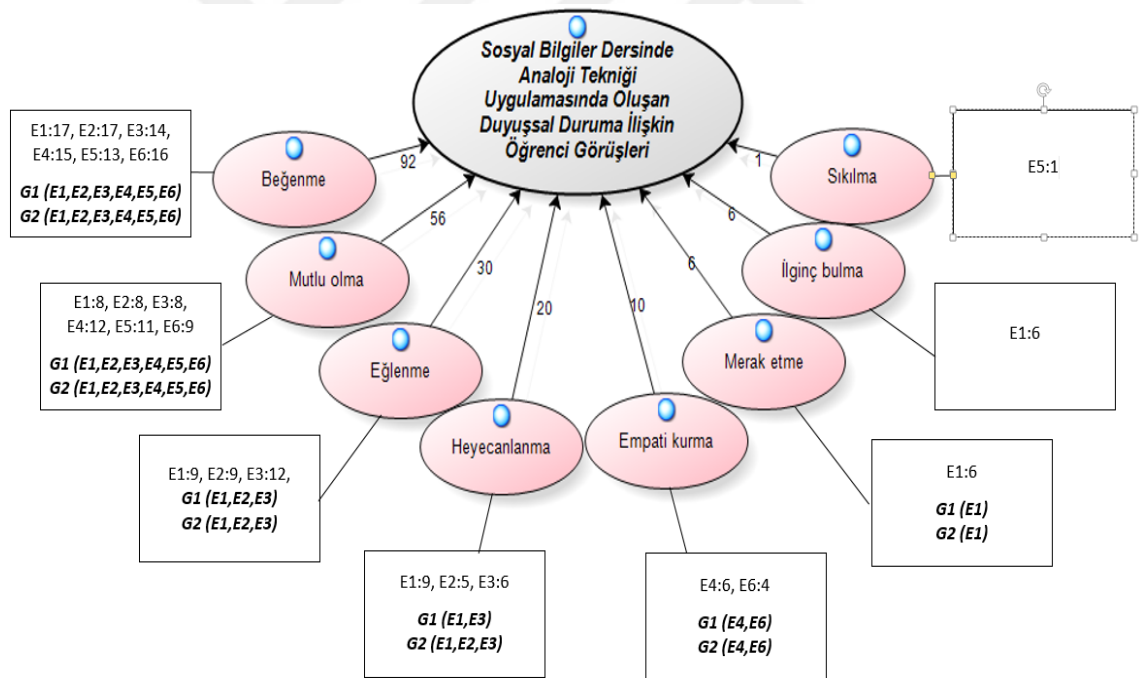 Sosyal Bilgiler Dersinde
Analoji Tekniği
Uygulamasında Oluşan
Duyuşsal Duruma İlişkin
Öğrenci Görüşleri
E1:17, E2:17, E3:14,
E4:15, E5:13, E6:16
G1 (E1,E2,E3,E4,E5,E6)
G2 (E1,E2,E3,E4,E5,E6)
Beğenme
92
Mutlu olma
56
E1:8, E2:8, E3:8,
E4:12, E5:11, E6:9
G1 (E1,E2,E3,E4,E5,E6)
G2 (E1,E2,E3,E4,E5,E6)
Eğlenme
30
E1:9, E2:9, E3:12,
G1 (E1,E2,E3)
G2 (E1,E2,E3)
Heyecanlanma
20
E1:9, E2:5, E3:6
G1 (E1,E3)
G2 (E1,E2,E3)
Empati kurma
10
E4:6, E6:4
G1 (E4,E6)
G2 (E4,E6)
Merak etme
6
E1:6
G1 (E1)
G2 (E1)
İlginç bulma
6
E1:6
Sıkılma
1
E5:1